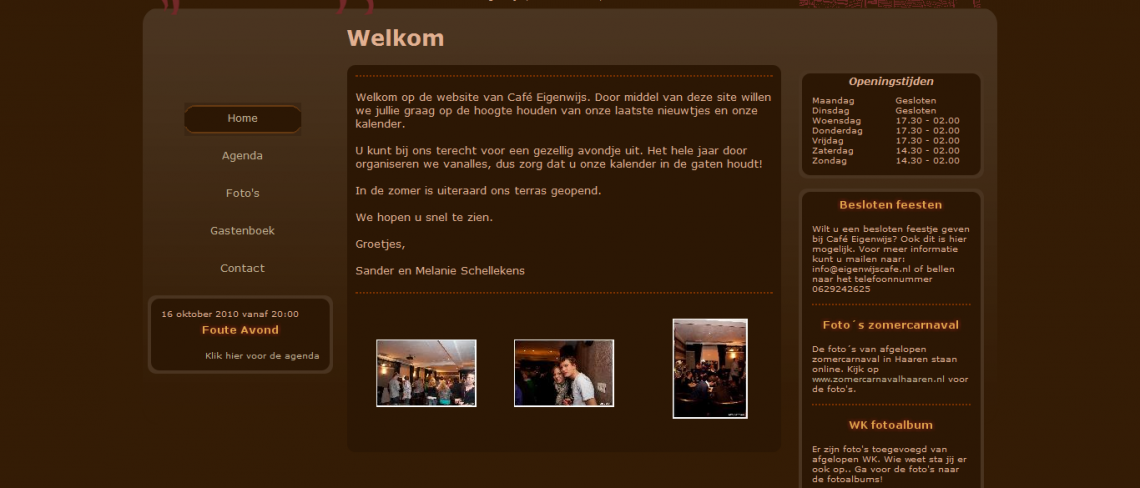 Welkom
Home
Agenda
Foto's
Gastenboek
Contact
16 oktober 2010 vanaf 20:00
Foute Avond
Klik hier voor de agenda
Welkom op de website van Café Eigenwijs. Door middel van deze site willen
we jullie graag op de hoogte houden van onze laatste nieuwtjes en onze
kalender.
U kunt bij ons terecht voor een gezellig avondje uit. Het hele jaar door
organiseren we vanalles, dus zorg dat u onze kalender in de gaten houdt!
In de zomer is uiteraard ons terras geopend.
We hopen u snel te zien.
Groetjes,
Sander en Melanie Schellekens
Openingstijden
Maandag Gesloten
Dinsdag Gesloten
Woensdag 17.30 - 02.00
Donderdag 17.30 - 02.00
Vrijdag 17.30 - 02.00
Zaterdag 14.30 - 02.00
Zondag 14.30 - 02.00
Besloten feesten
Wilt u een besloten feestje geven
bij Café Eigenwijs? Ook dit is hier
mogelijk. Voor meer informatie
kunt u mailen naar:
info@eigenwijscafe.nl of bellen
naar het telefoonnummer
0629242625
Foto´s zomercarnaval
De foto´s van afgelopen
zomercarnaval in Haaren staan
online. Kijk op
www.zomercarnavalhaaren.nl voor
de foto's.
WK fotoalbum
Er zijn foto's toegevoegd van
afgelopen WK. Wie weet sta jij er
ook op.. Ga voor de foto's naar
de fotoalbums!